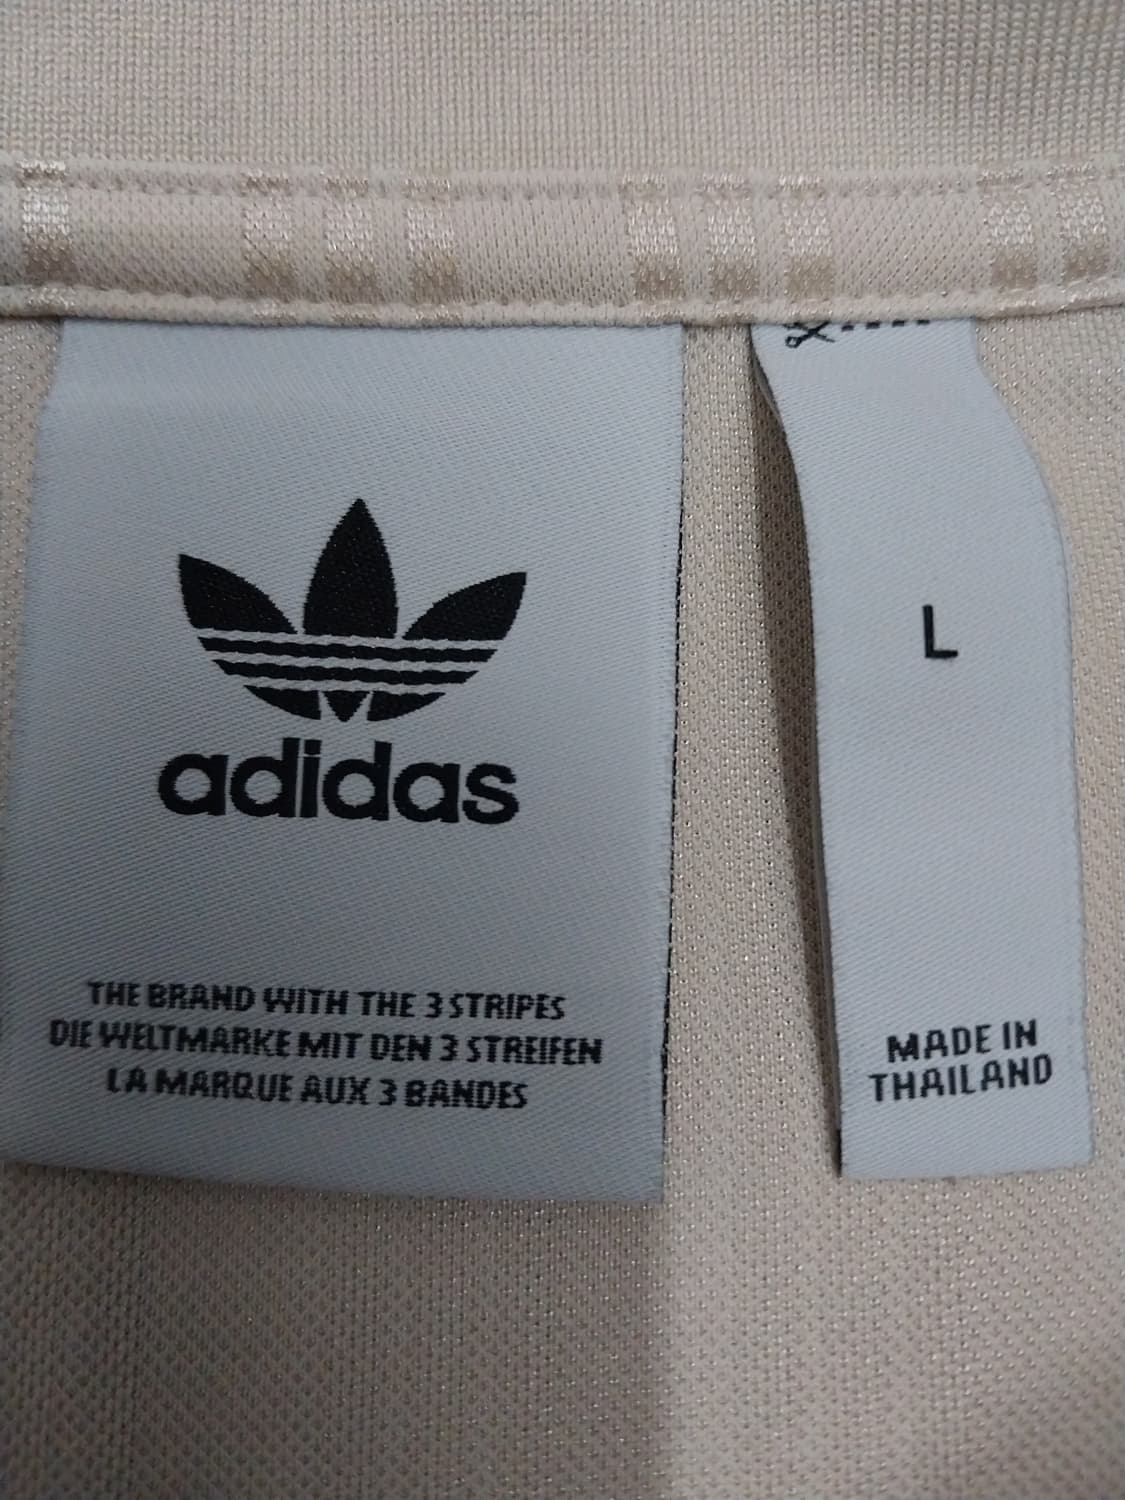 adidas
THE BRAND WITH THE 3 STRIPES
DIE WELTMARKE MIT DEN 3 STREIFEN
LA MARQUE AUX 3 BANDES
L
MADE IN
THAILAND